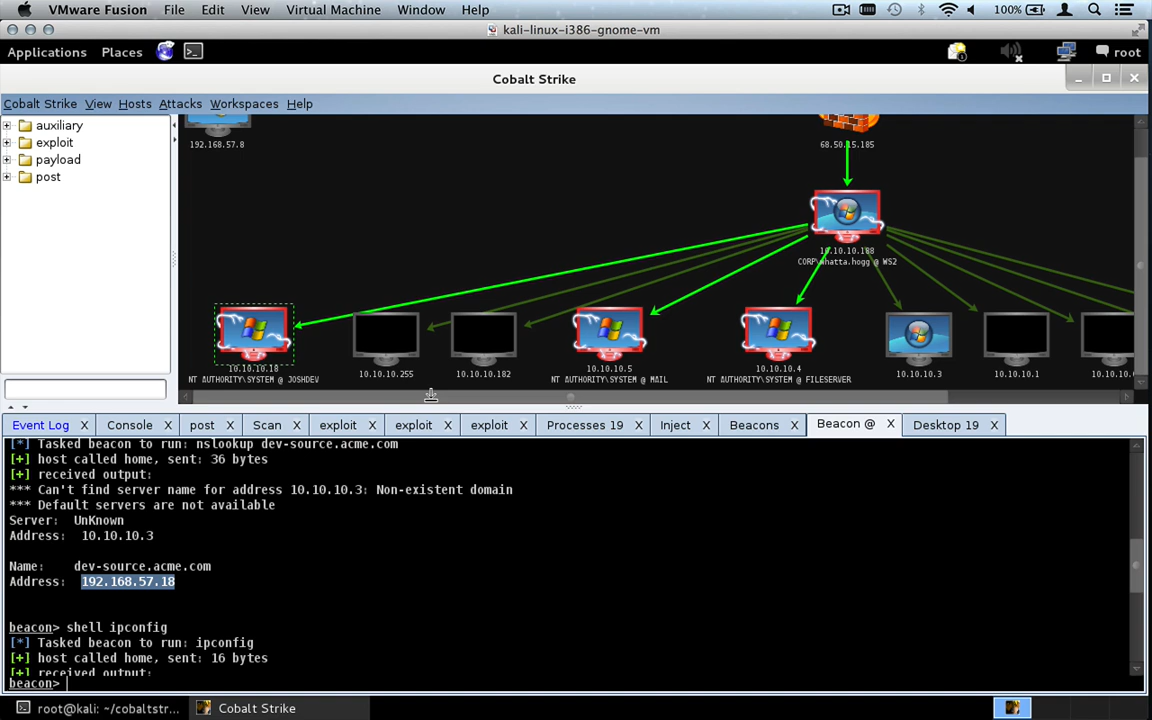 VMware Fusion File Edit View Virtual Machine Window Help 100%
kali-linux-i386-gnome-vm
Applications Places root
Cobalt Strike
Cobalt Strike View Hosts Attacks Workspaces Help
auxiliary
exploit
payload
post
192.168.57.8
68.50.15.185
10.10.10.188
CORP\whatta.hogg @ WS2
10.10.10.18
NT AUTHORITY\SYSTEM @ JOSHDEV
10.10.10.255
10.10.10.182
10.10.10.5
NT AUTHORITY\SYSTEM @ MAIL
10.10.10.4
NT AUTHORITY\SYSTEM @ FILESERVER
10.10.10.3
10.10.10.1
Event Log X Console X post X Scan X exploit X exploit X exploit X Processes 19 X Inject X Beacons X Beacon @ X Desktop 19 X
[*] Tasked beacon to run: nslookup dev-source.acme.com
[+] host called home, sent: 36 bytes
[+] received output:
*** Can't find server name for address 10.10.10.3: Non-existent domain
*** Default servers are not available
Server: UnKnown
Address: 10.10.10.3
Name: dev-source.acme.com
Address: 192.168.57.18
beacon> shell ipconfig
[*] Tasked beacon to run: ipconfig
[+] host called home, sent: 16 bytes
[+] received output:
beacon>
root@kali: ~/cobaltstr... Cobalt Strike